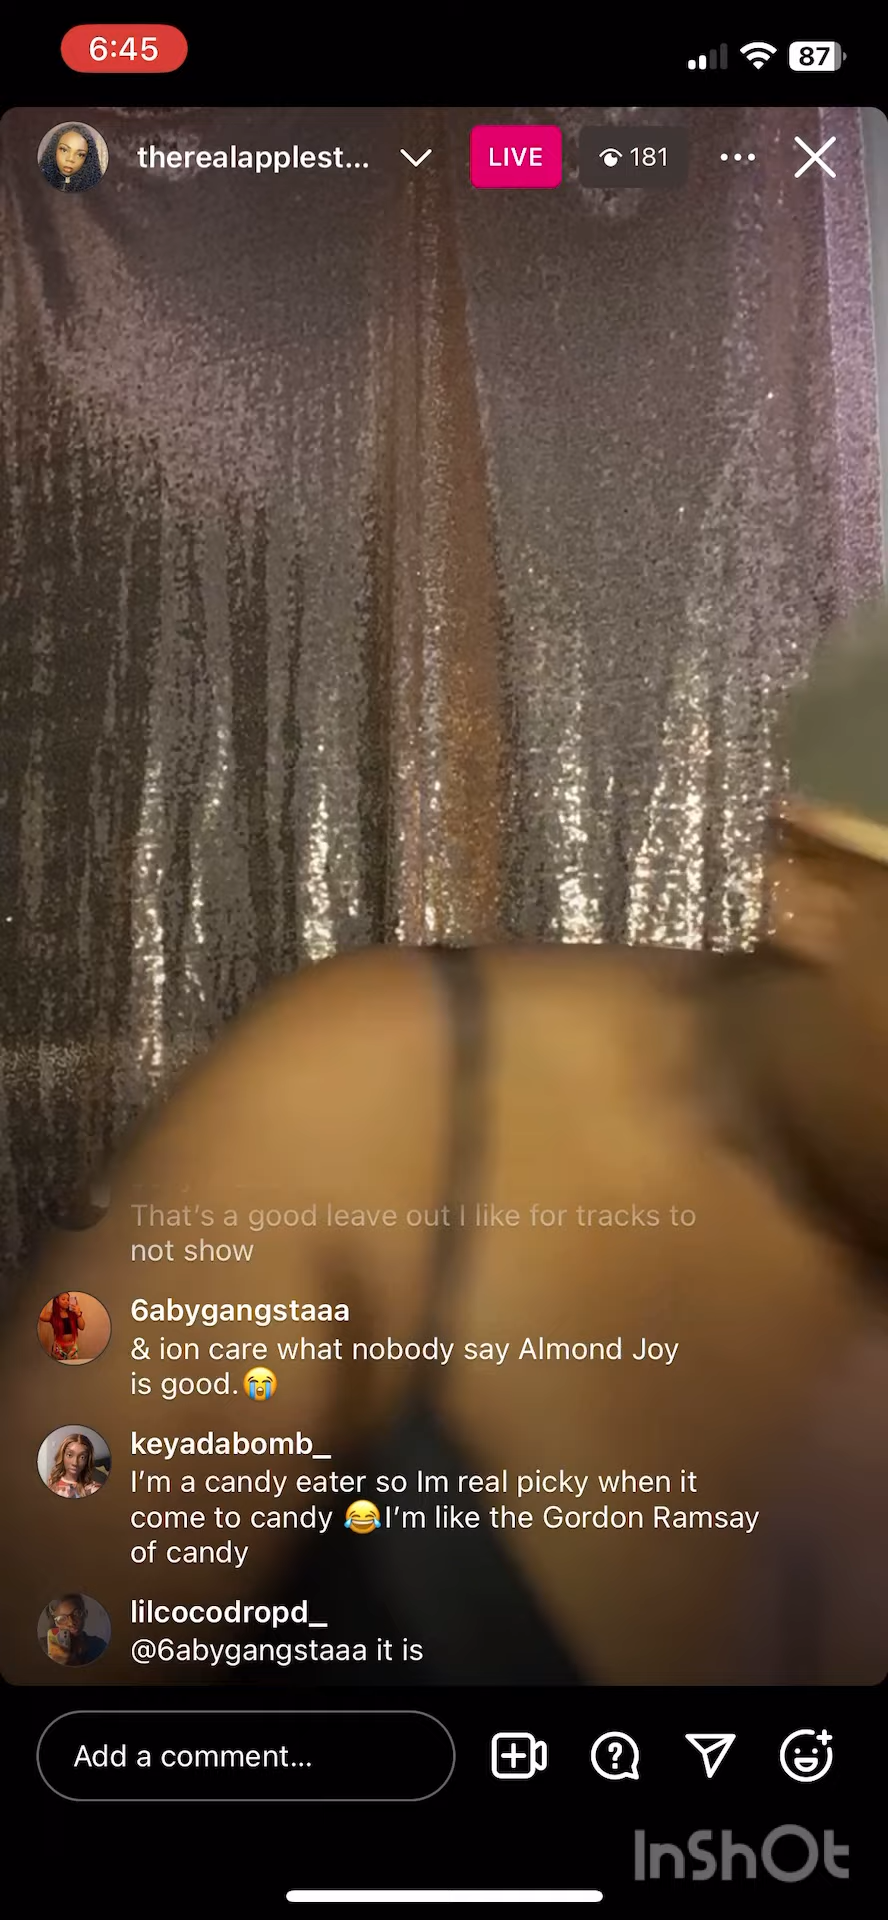 6:45
87
therealapplest...
LIVE
181
That's a good leave out I like for tracks to
not show
6abygangstaaa
& ion care what nobody say Almond Joy
is good.😭
keyadabomb_
I'm a candy eater so Im real picky when it
come to candy 😂I'm like the Gordon Ramsay
of candy
lilcocodropd_
@6abygangstaaa it is
Add a comment...
InShOt